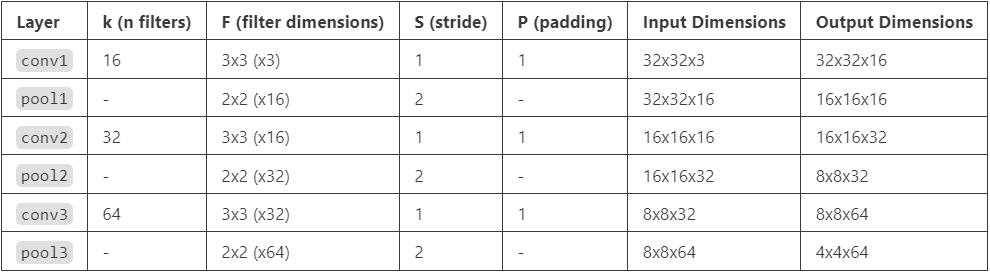 Layer k (n filters) F (filter dimensions) S (stride) P (padding) Input Dimensions Output Dimensions
conv1 16 3x3 (x3) 1 1 32x32x3 32x32x16
pool1 - 2x2 (x16) 2 - 32x32x16 16x16x16
conv2 32 3x3 (x16) 1 1 16x16x16 16x16x32
pool2 - 2x2 (x32) 2 - 16x16x32 8x8x32
conv3 64 3x3 (x32) 1 1 8x8x32 8x8x64
pool3 - 2x2 (x64) 2 - 8x8x64 4x4x64